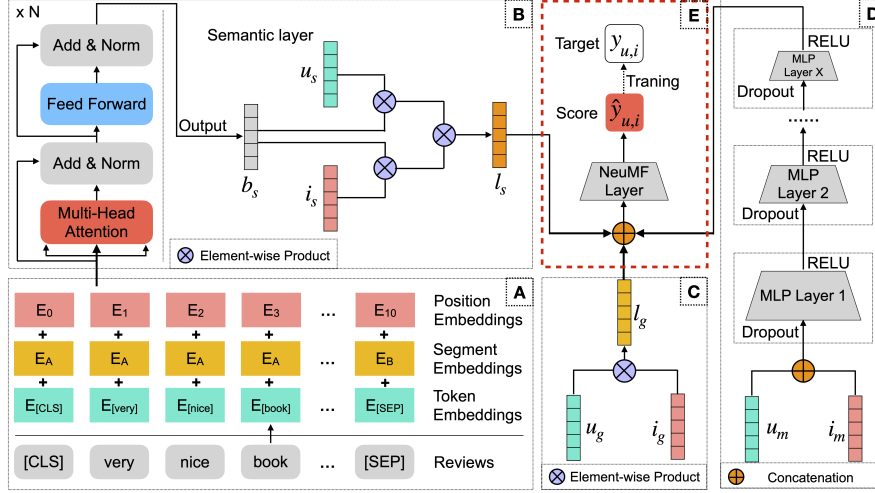 x N
Add & Norm
Feed Forward
Add & Norm
Multi-Head
Attention
B
Semantic layer
u_s
Output
b_s
i_s
l_s
Element-wise Product
A
E0 E1 E2 E3 ... E10
Position
Embeddings
+ + + + +
EA EA EA EA ... EB
Segment
Embeddings
+ + + + +
E[CLS] E[very] E[nice] E[book] ... E[SEP]
Token
Embeddings
[CLS] very nice book ... [SEP]
Reviews
E
Target
y_{u,i}
Traning
Score
ŷ_{u,i}
NeuMF
Layer
C
l_g
u_g
i_g
Element-wise Product
D
RELU
MLP
Layer X
Dropout
......
RELU
MLP
Layer 2
Dropout
RELU
MLP Layer 1
Dropout
u_m
i_m
Concatenation